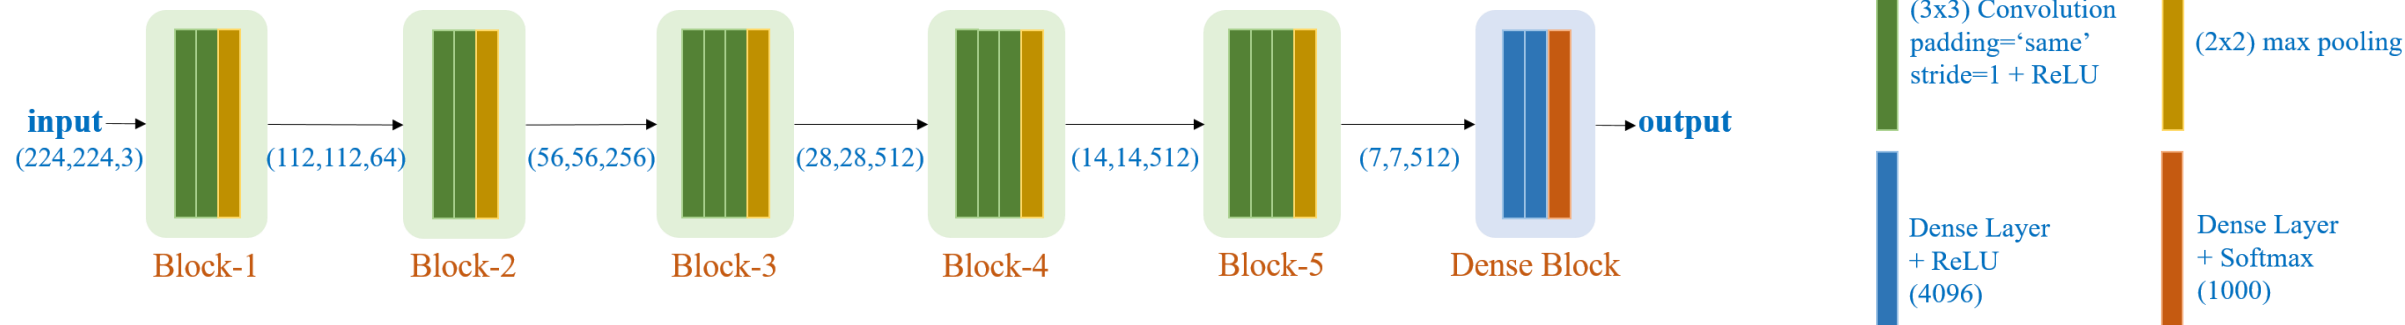 input
(224,224,3)
(112,112,64)
(56,56,256)
(28,28,512)
(14,14,512)
(7,7,512)
output
Block-1
Block-2
Block-3
Block-4
Block-5
Dense Block
(3x3) Convolution
padding=‘same’
stride=1 + ReLU
(2x2) max pooling
Dense Layer
+ ReLU
(4096)
Dense Layer
+ Softmax
(1000)